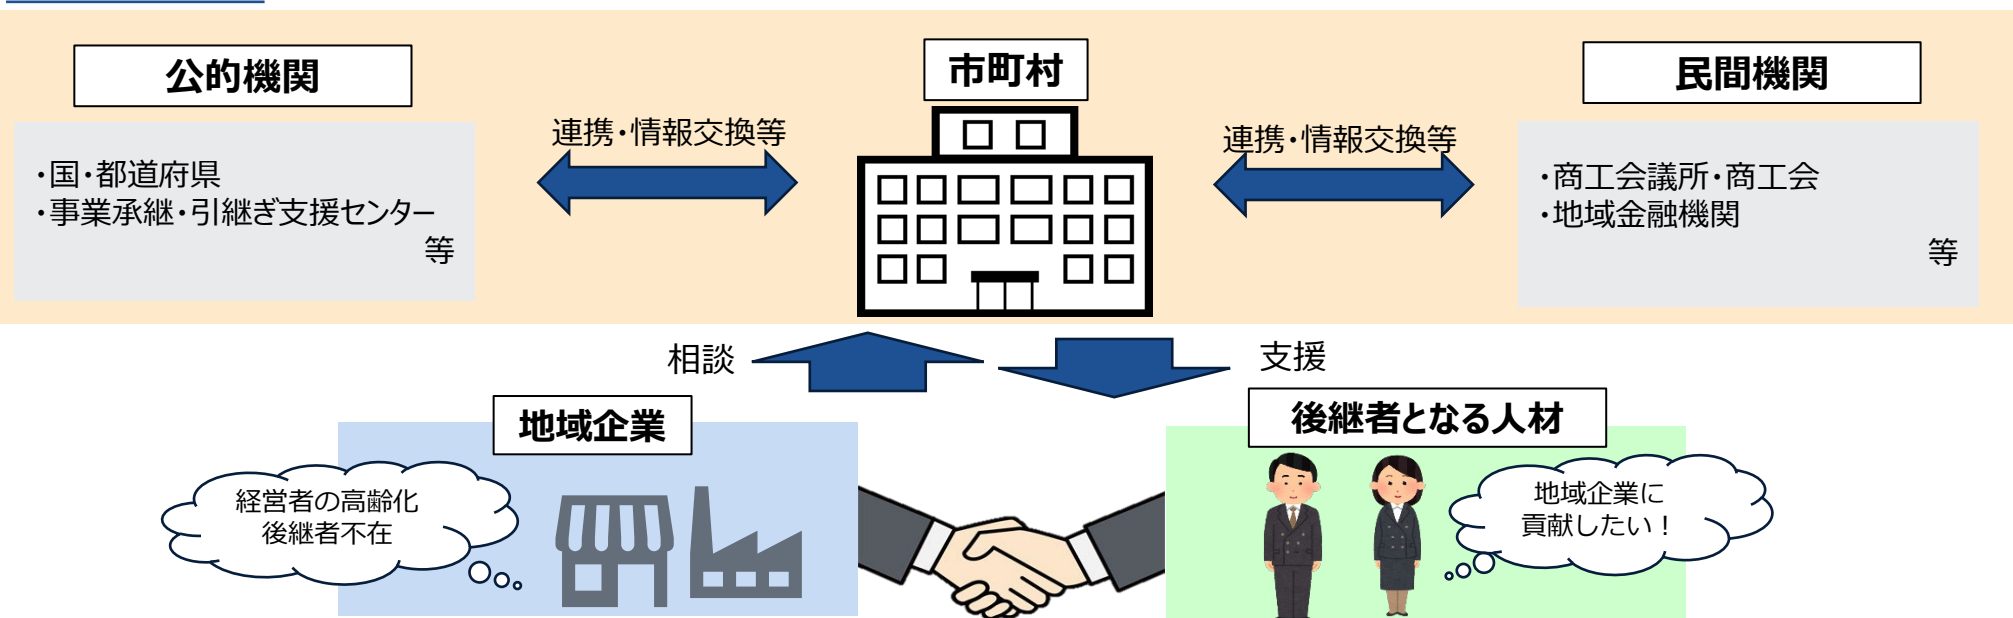 公的機関
市町村
民間機関
連携・情報交換等
連携・情報交換等
・国・都道府県
・事業承継・引継ぎ支援センター
等
・商工会議所・商工会
・地域金融機関
等
相談
支援
地域企業
後継者となる人材
経営者の高齢化
後継者不在
地域企業に
貢献したい！